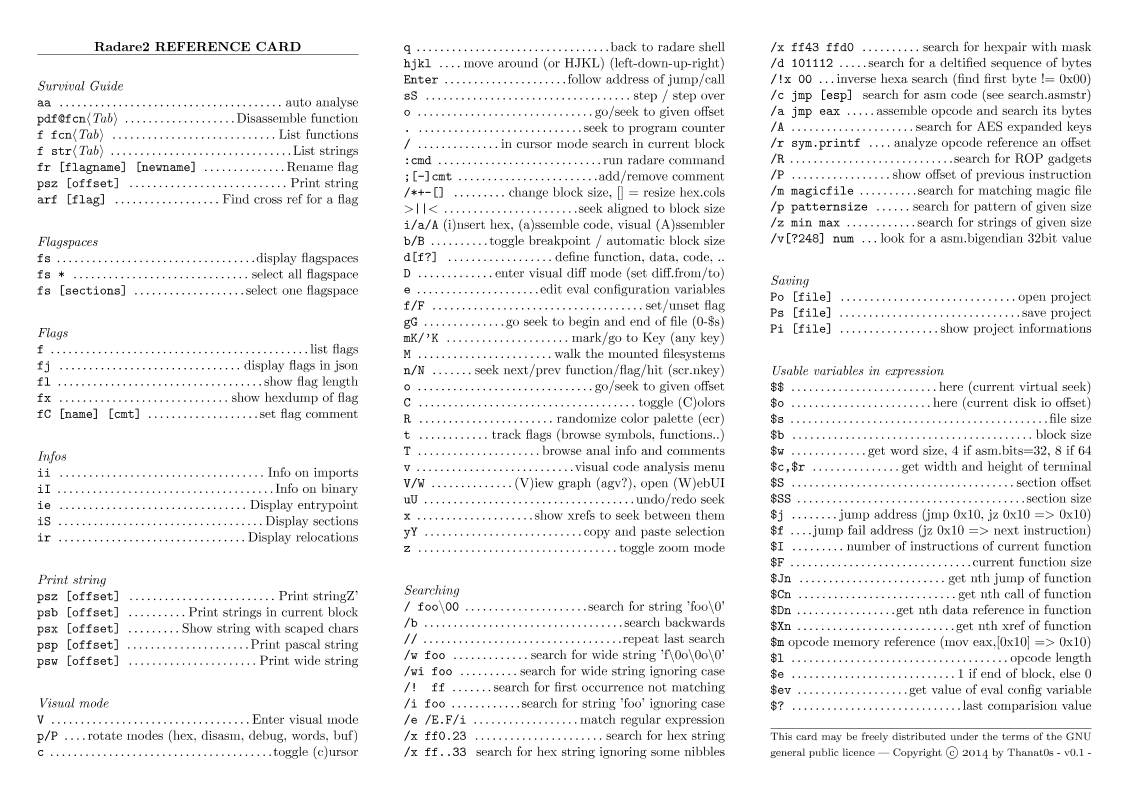 Radare2 REFERENCE CARD
Survival Guide
aa ...................................... auto analyse
pdf@fcn⟨Tab⟩ ...................Disassemble function
f fcn⟨Tab⟩ ............................ List functions
f str⟨Tab⟩ ...............................List strings
fr [flagname] [newname] ...............Rename flag
psz [offset] ........................... Print string
arf [flag] .................. Find cross ref for a flag
Flagspaces
fs ..................................display flagspaces
fs * .............................. select all flagspace
fs [sections] ...................select one flagspace
Flags
f ............................................list flags
fj ............................ display flags in json
fl ...................................show flag length
fx ........................... show hexdump of flag
fC [name] [cmt] ...................set flag comment
Infos
ii ................................... Info on imports
iI .....................................Info on binary
ie ................................ Display entrypoint
iS ................................... Display sections
ir ................................Display relocations
Print string
psz [offset] ......................... Print stringZ'
psb [offset] .......... Print strings in current block
psx [offset] .........Show string with scaped chars
psp [offset] .....................Print pascal string
psw [offset] ...................... Print wide string
Visual mode
V ..................................Enter visual mode
p/P ....rotate modes (hex, disasm, debug, words, buf)
c ......................................toggle (c)ursor
q .................................back to radare shell
hjkl ....move around (or HJKL) (left-down-up-right)
Enter ......................follow address of jump/call
sS ................................... step / step over
o ...............................go/seek to given offset
. ..............................seek to program counter
/ .............in cursor mode search in current block
:cmd ................................run radare command
;[-]cmt .........................add/remove comment
/*+-[] ......... change block size, [] = resize hex.cols
>||< .......................seek aligned to block size
i/a/A (i)nsert hex, (a)ssemble code, visual (A)ssembler
b/B ..........toggle breakpoint / automatic block size
d[f?] .................... define function, data, code, ..
D ..............enter visual diff mode (set diff.from/to)
e .......................edit eval configuration variables
f/F .........................................set/unset flag
gG ..............go seek to begin and end of file (0-$s)
mK/'K ....................mark/go to Key (any key)
M ....................... walk the mounted filesystems
n/N .......seek next/prev function/flag/hit (scr.nkey)
o ...............................go/seek to given offset
C ..................................... toggle (C)olors
R ........................randomize color palette (ecr)
t ............ track flags (browse symbols, functions..)
T ..................... browse anal info and comments
v ...........................visual code analysis menu
V/W ..............(V)iew graph (agv?), open (W)ebUI
uU .....................................undo/redo seek
x ....................show xrefs to seek between them
yY ............................copy and paste selection
z .................................. toggle zoom mode
Searching
/ foo\00 .....................search for string 'foo\0'
/b ...................................search backwards
// ...................................repeat last search
/w foo .............search for wide string 'f\0o\0o\0'
/wi foo ..........search for wide string ignoring case
/!  ff .......search for first occurrence not matching
/i foo ............search for string 'foo' ignoring case
/e /E.F/i ...................match regular expression
/x ff0.23 .......................search for hex string
/x ff..33 search for hex string ignoring some nibbles
/x ff43 ffd0 .......... search for hexpair with mask
/d 101112 .....search for a deltified sequence of bytes
/!x 00 ...inverse hexa search (find first byte != 0x00)
/c jmp [esp] search for asm code (see search.asmstr)
/a jmp eax .....assemble opcode and search its bytes
/A .....................search for AES expanded keys
/r sym.printf ....analyze opcode reference an offset
/R ............................search for ROP gadgets
/P .................show offset of previous instruction
/m magicfile ..........search for matching magic file
/p patternsize ...... search for pattern of given size
/z min max ............search for strings of given size
/v[?248] num ...look for a asm.bigendian 32bit value
Saving
Po [file] ..............................open project
Ps [file] ...............................save project
Pi [file] .................show project informations
Usable variables in expression
$$ .........................here (current virtual seek)
$o .........................here (current disk io offset)
$s ............................................file size
$b ......................................... block size
$w .............get word size, 4 if asm.bits=32, 8 if 64
$c,$r ............... get width and height of terminal
$S ......................................section offset
$SS .......................................section size
$j ........jump address (jmp 0x10, jz 0x10 => 0x10)
$f ....jump fail address (jz 0x10 => next instruction)
$I .........number of instructions of current function
$F ...............................current function size
$Jn ......................... get nth jump of function
$Cn ...........................get nth call of function
$Dn .................get nth data reference in function
$Xn ...........................get nth xref of function
$m opcode memory reference (mov eax,[0x10] => 0x10)
$l .....................................opcode length
$e ............................1 if end of block, else 0
$ev ...................get value of eval config variable
$? .............................last comparision value
This card may be freely distributed under the terms of the GNU
general public licence — Copyright © 2014 by Thanat0s - v0.1 -